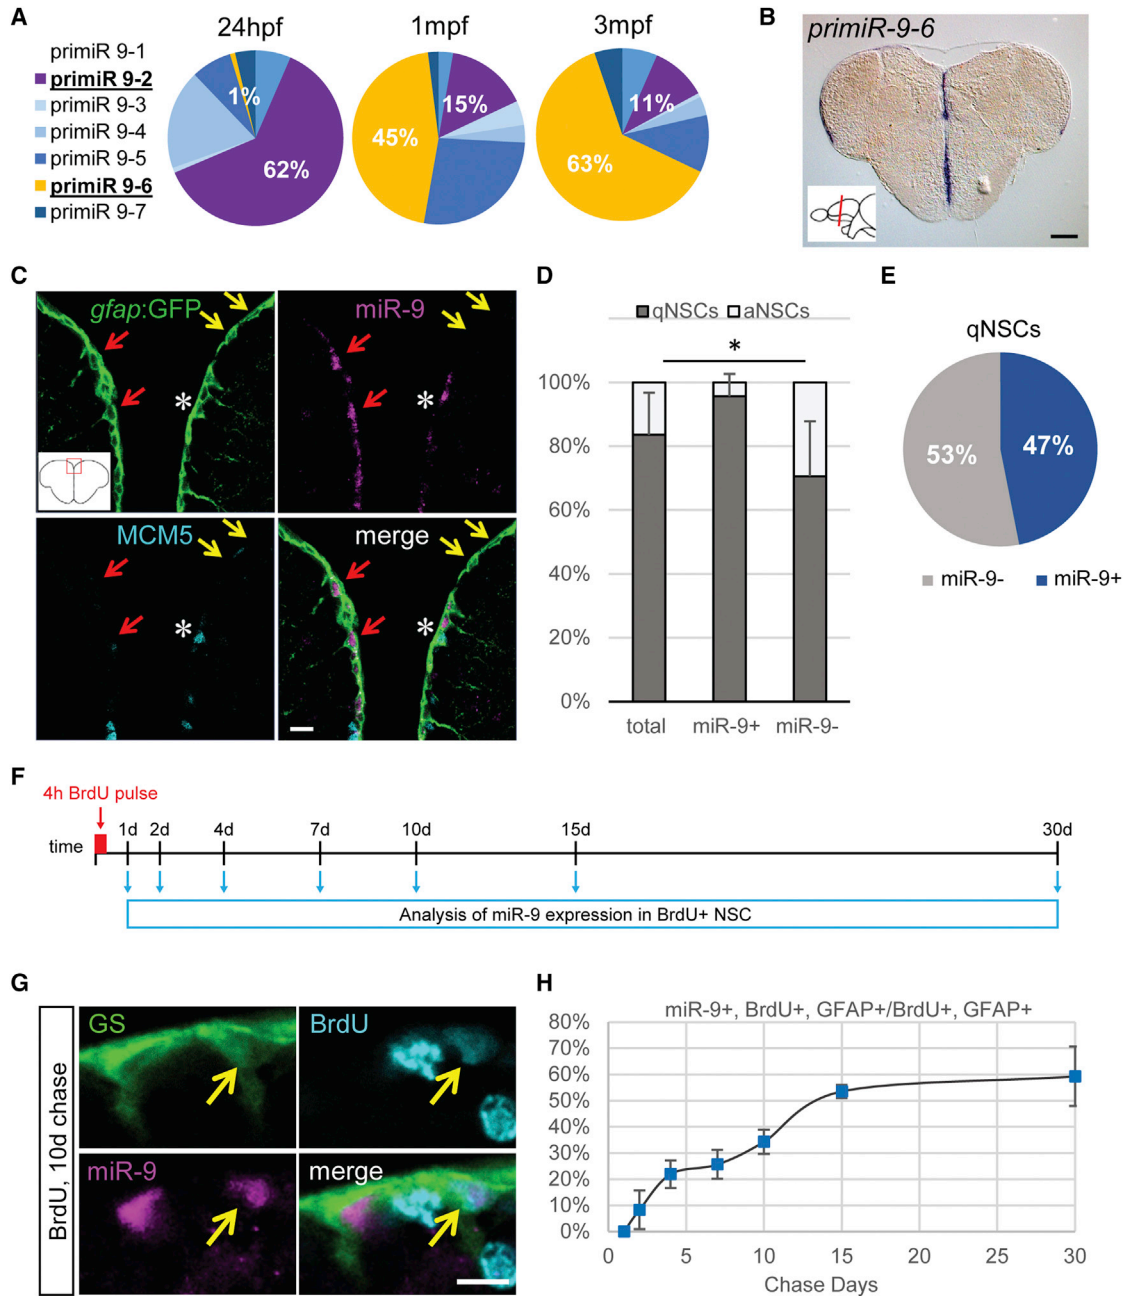 A
24hpf
1mpf
3mpf
primiR 9-1
primiR 9-2
primiR 9-3
primiR 9-4
primiR 9-5
primiR 9-6
primiR 9-7
1%
62%
15%
45%
11%
63%
B
primiR-9-6
C
gfap:GFP
miR-9
*
*
MCM5
merge
*
*
D
qNSCs
aNSCs
*
100%
80%
60%
40%
20%
0%
total
miR-9+
miR-9-
E
qNSCs
53%
47%
miR-9-
miR-9+
F
4h BrdU pulse
time
1d
2d
4d
7d
10d
15d
30d
Analysis of miR-9 expression in BrdU+ NSC
G
BrdU, 10d chase
GS
BrdU
miR-9
merge
H
miR-9+, BrdU+, GFAP+/BrdU+, GFAP+
80%
70%
60%
50%
40%
30%
20%
10%
0%
0
5
10
15
20
25
30
Chase Days